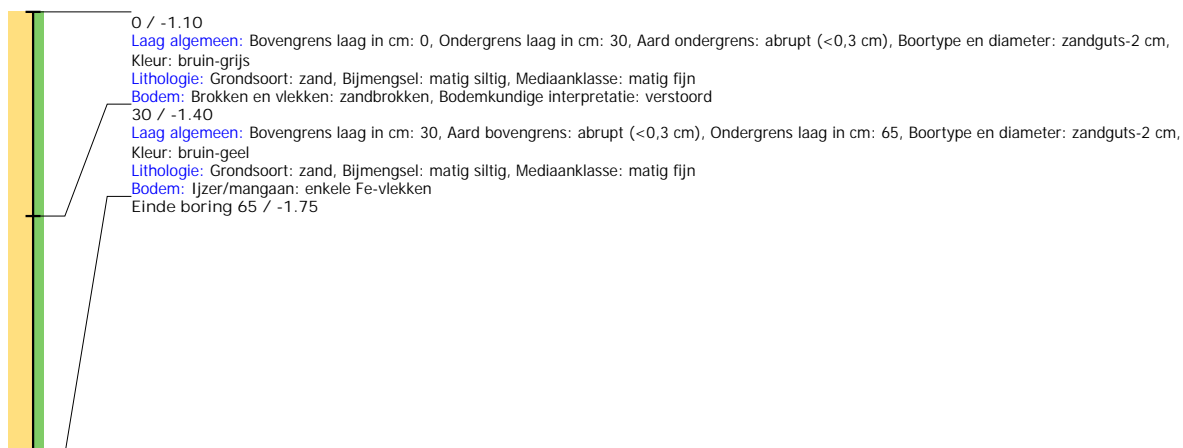 0 / -1.10
Laag algemeen: Bovengrens laag in cm: 0, Ondergrens laag in cm: 30, Aard ondergrens: abrupt (<0,3 cm), Boortype en diameter: zandguts-2 cm,
Kleur: bruin-grijs
Lithologie: Grondsoort: zand, Bijmengsel: matig siltig, Mediaanklasse: matig fijn
Bodem: Brokken en vlekken: zandbrokken, Bodemkundige interpretatie: verstoord
30 / -1.40
Laag algemeen: Bovengrens laag in cm: 30, Aard bovengrens: abrupt (<0,3 cm), Ondergrens laag in cm: 65, Boortype en diameter: zandguts-2 cm,
Kleur: bruin-geel
Lithologie: Grondsoort: zand, Bijmengsel: matig siltig, Mediaanklasse: matig fijn
Bodem: Ijzer/mangaan: enkele Fe-vlekken
Einde boring 65 / -1.75